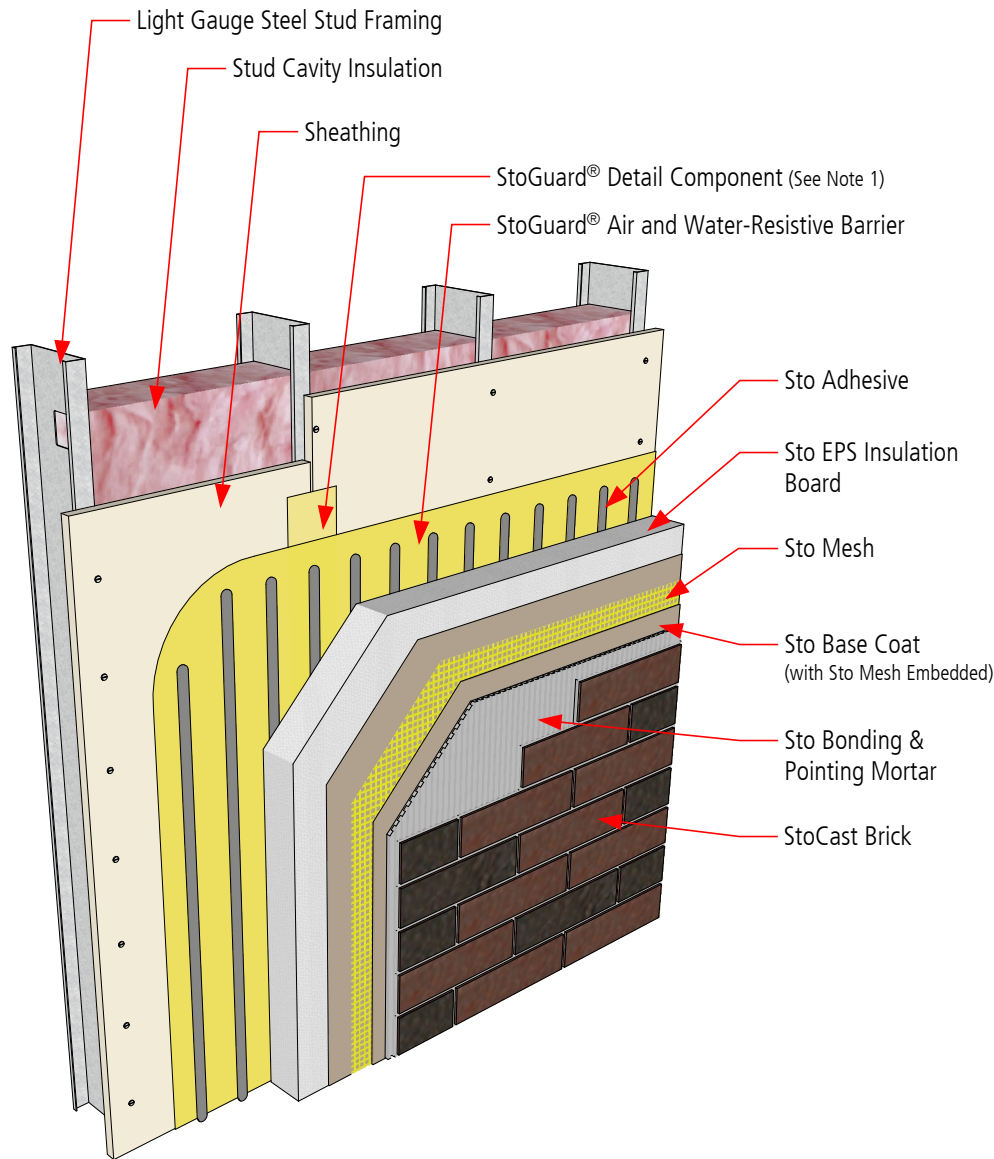 Light Gauge Steel Stud Framing
Stud Cavity Insulation
Sheathing
StoGuard® Detail Component (See Note 1)
StoGuard® Air and Water-Resistive Barrier
Sto Adhesive
Sto EPS Insulation
Board
Sto Mesh
Sto Base Coat
(with Sto Mesh Embedded)
Sto Bonding &
Pointing Mortar
StoCast Brick